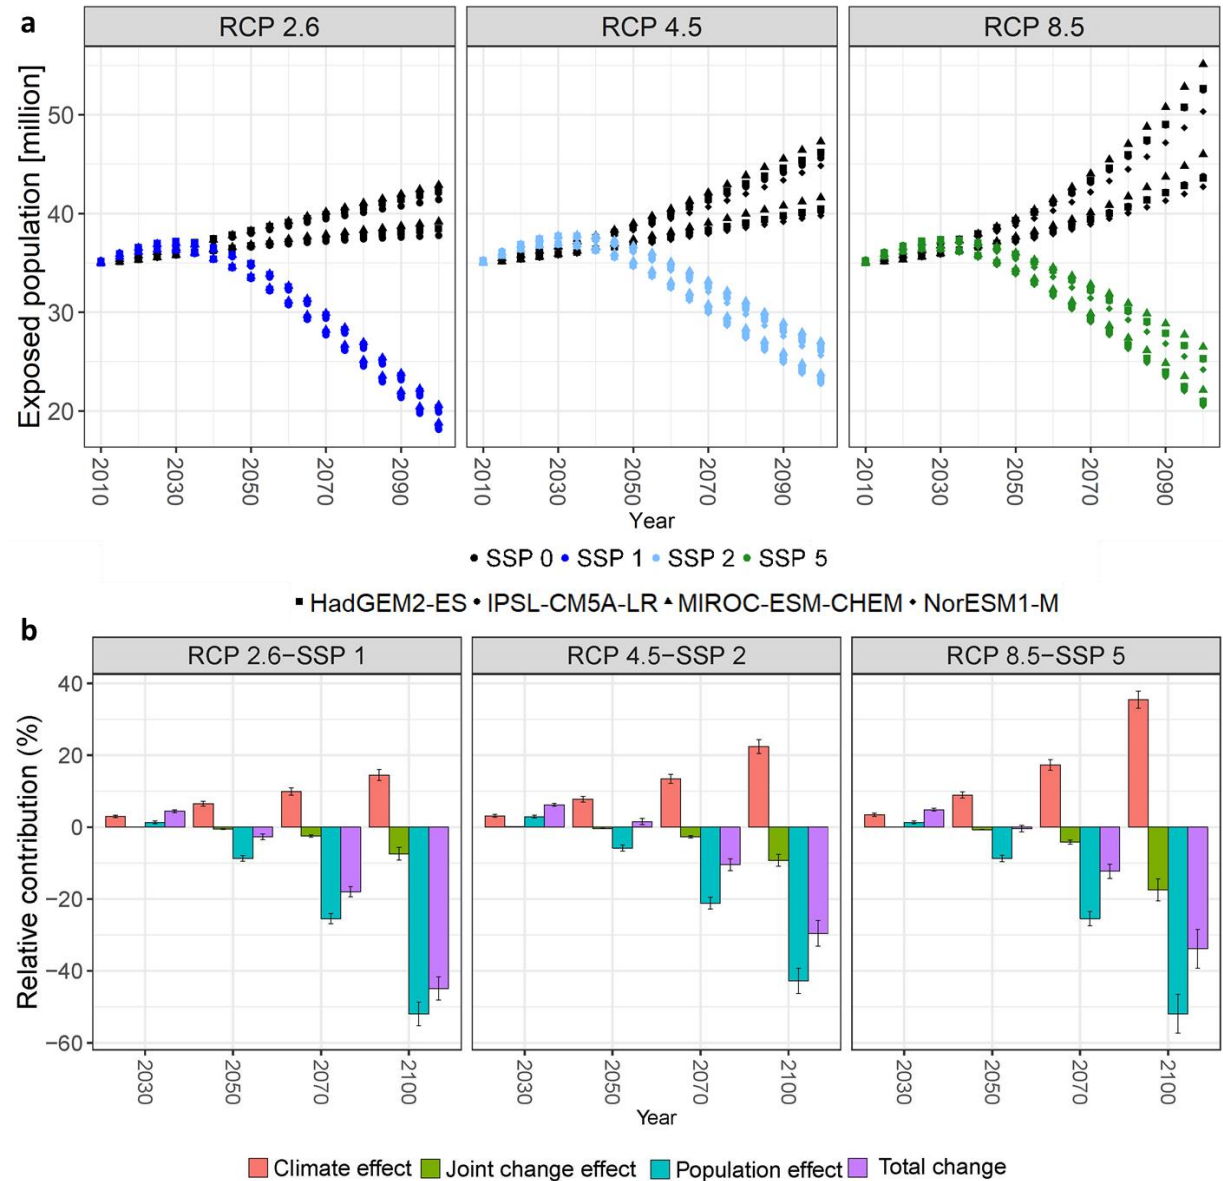 a
RCP 2.6
RCP 4.5
RCP 8.5
Exposed population [million]
50
40
30
20
2010
2030
2050
2070
2090
2010
2030
2050
2070
2090
2010
2030
2050
2070
2090
Year
SSP 0 SSP 1 SSP 2 SSP 5
HadGEM2-ES IPSL-CM5A-LR MIROC-ESM-CHEM NorESM1-M
b
RCP 2.6−SSP 1
RCP 4.5−SSP 2
RCP 8.5−SSP 5
Relative contribution (%)
40
20
0
−20
−40
−60
2030
2050
2070
2100
2030
2050
2070
2100
2030
2050
2070
2100
Year
Climate effect Joint change effect Population effect Total change